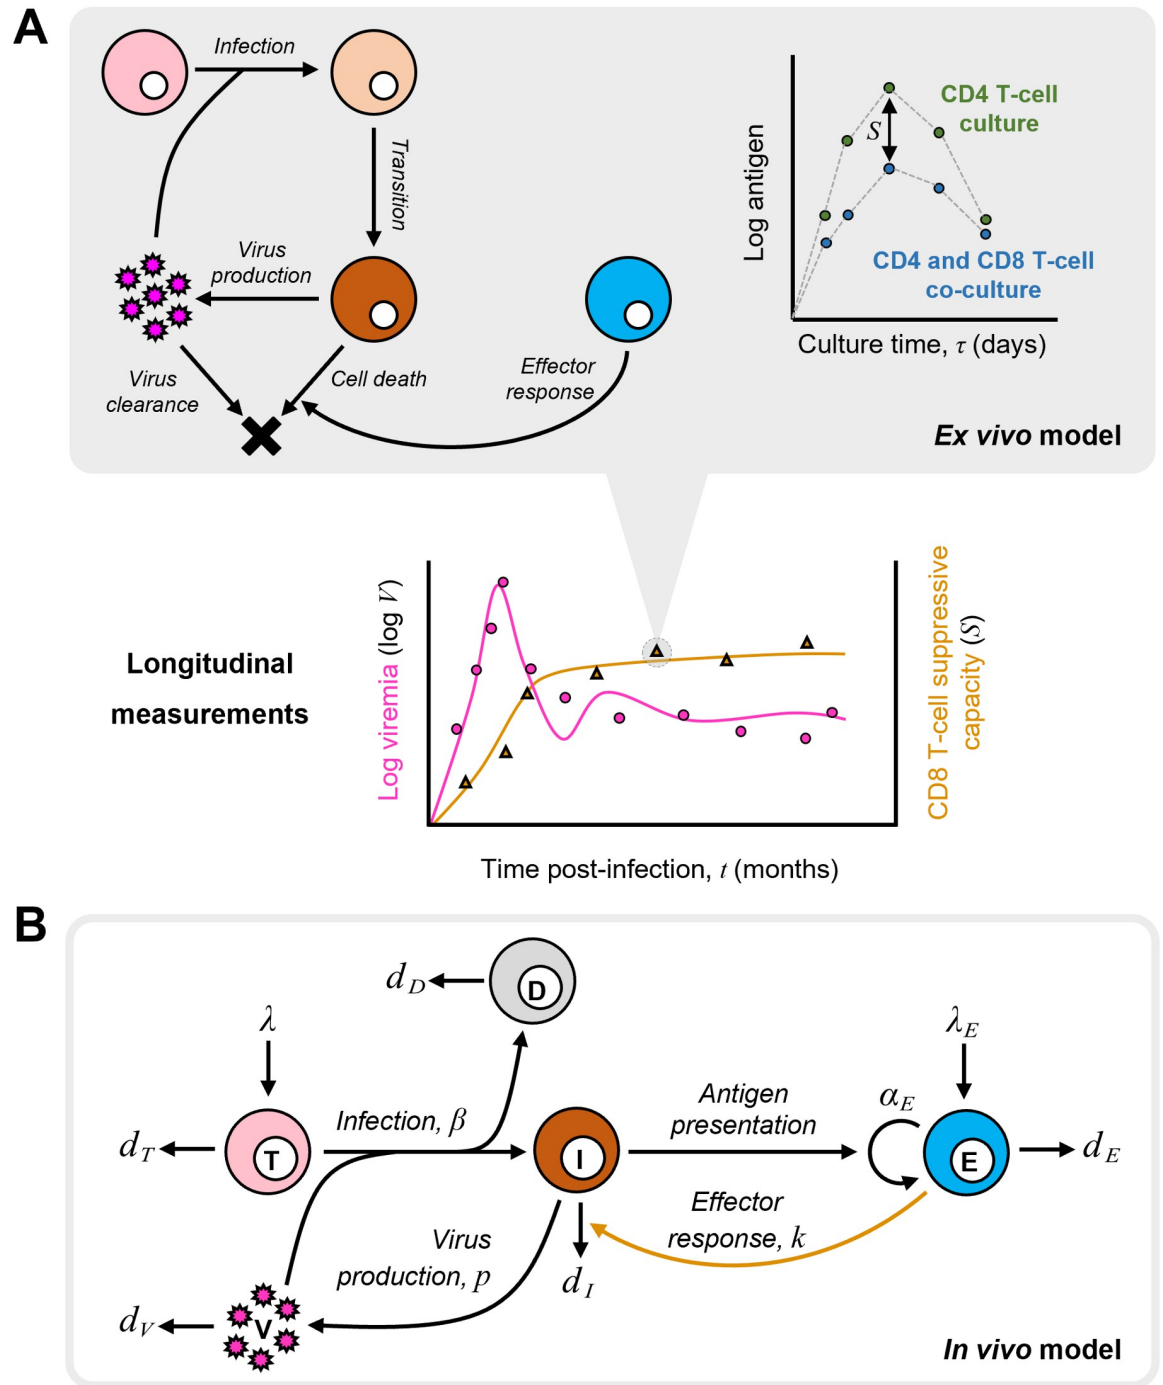 A
Infection
Transition
Virus
production
Virus
clearance
Cell death
Effector
response
Log antigen
S
CD4 T-cell
culture
CD4 and CD8 T-cell
co-culture
Culture time, τ (days)
Ex vivo model
Longitudinal
measurements
Log viremia (log V)
CD8 T-cell suppressive
capacity (S)
Time post-infection, t (months)
B
d_D
D
λ
λ_E
Infection, β
Antigen
presentation
α_E
d_T
T
I
E
d_E
Effector
response, k
Virus
production, p
d_I
d_V
V
In vivo model